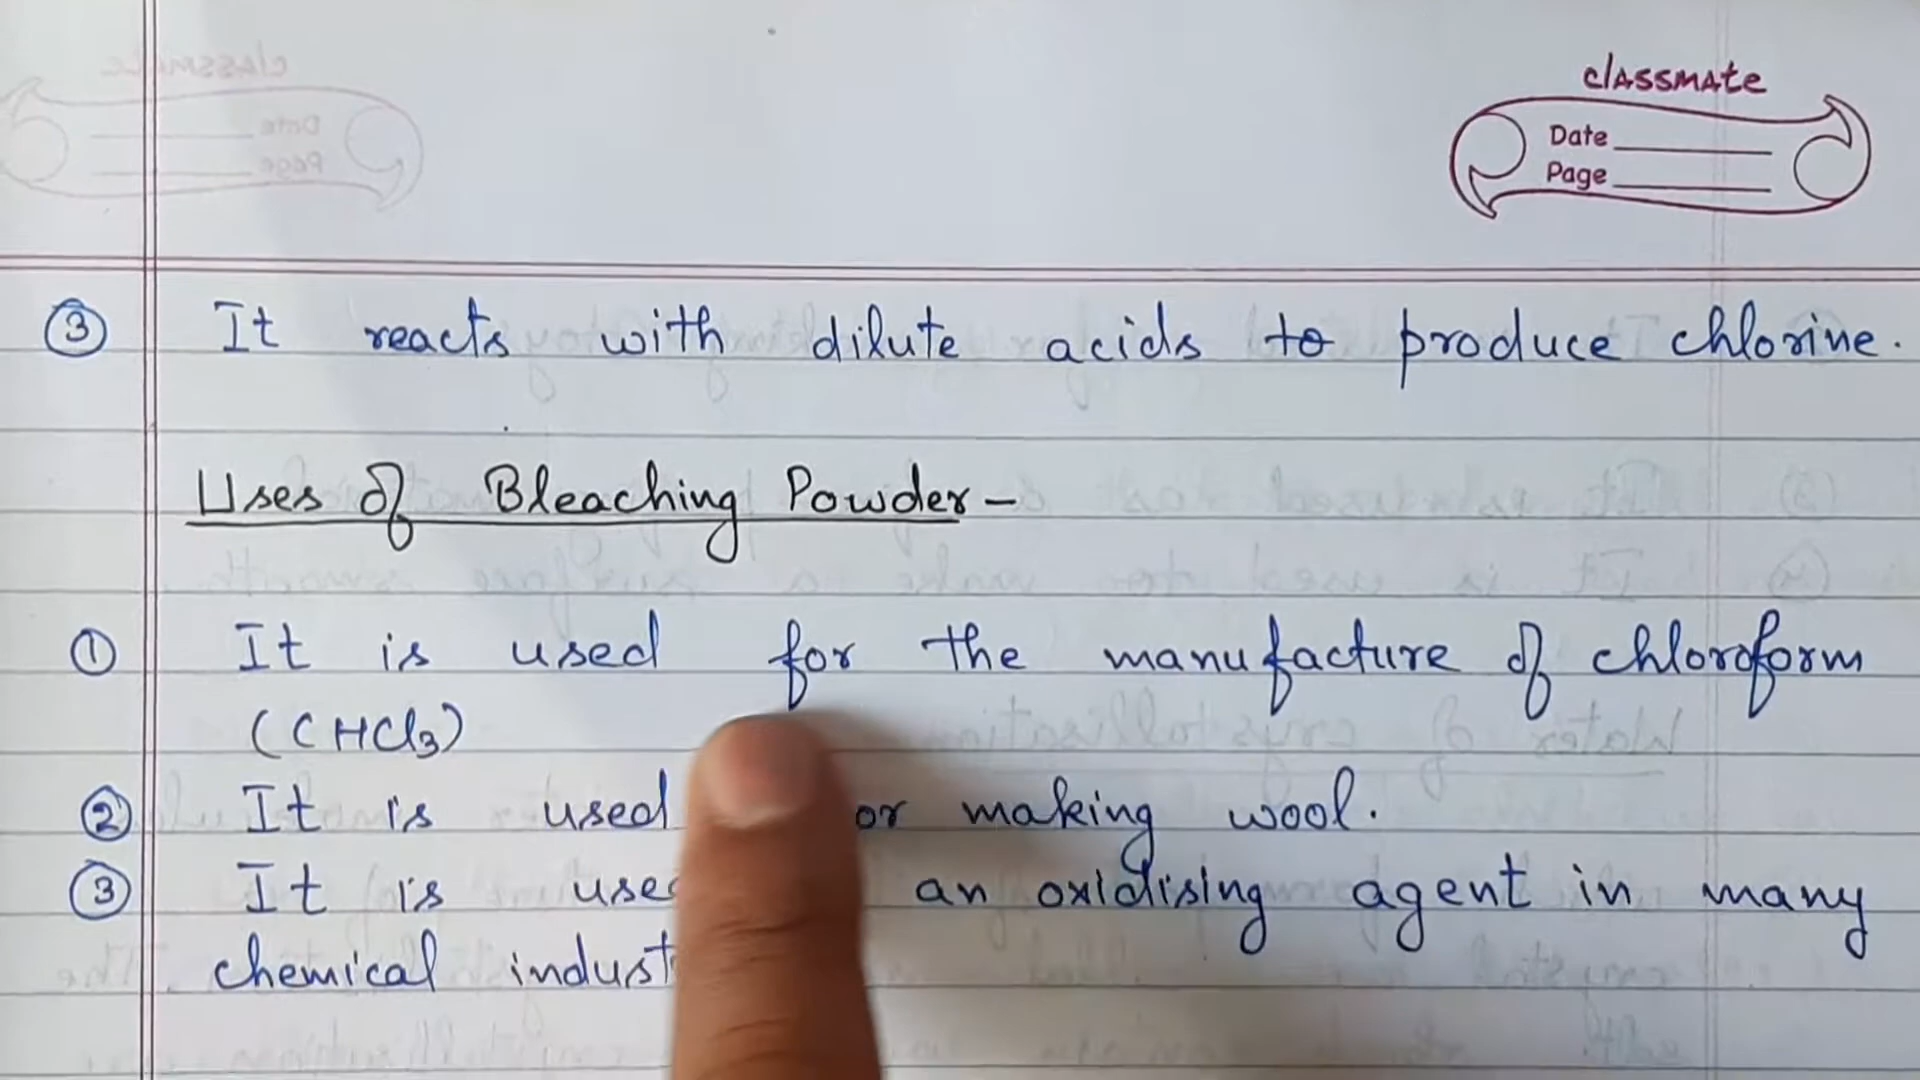 classmate
Date
Page
③ It reacts with dilute acids to produce chlorine.
Uses of Bleaching Powder-
① It is used for the manufacture of chloroform
(CHCl3)
② It is used or making wool.
③ It is use an oxidising agent in many
chemical indust